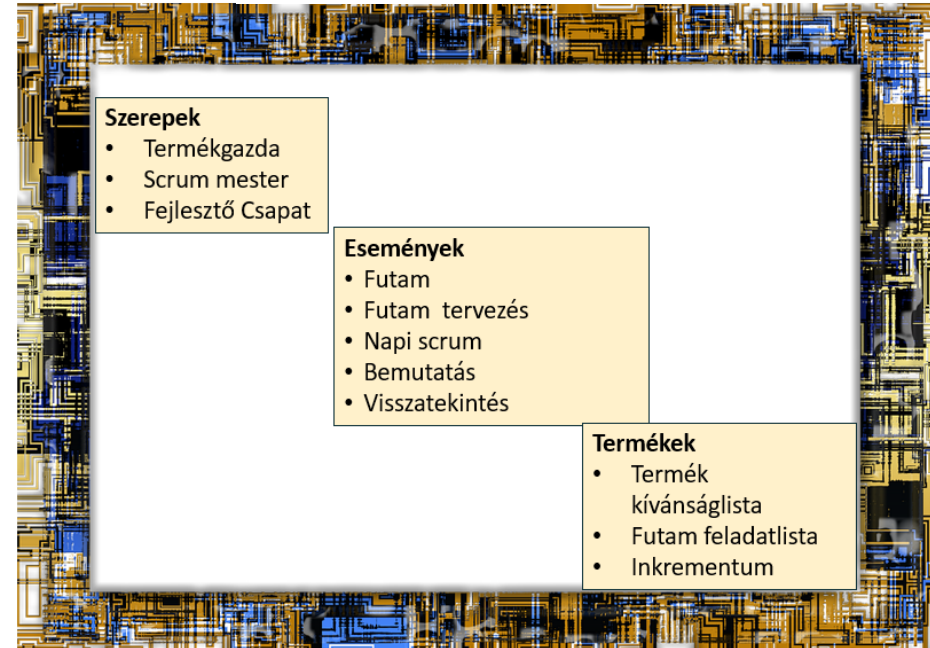 Szerepek
• Termékgazda
• Scrum mester
• Fejlesztő Csapat
Események
• Futam
• Futam tervezés
• Napi scrum
• Bemutatás
• Visszatekintés
Termékek
• Termék
kívánságlista
• Futam feladatlista
• Inkrementum